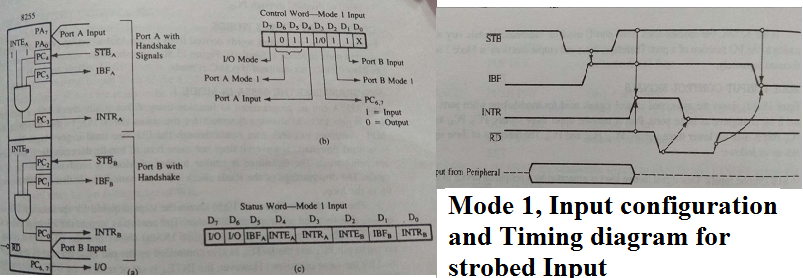 8255
PA7
Port A Input
INTEA
PA0
PC4
STBA
PC5
IBFA
Port A with
Handshake
Signals
PC3
INTRA
INTEB
PC2
STBB
PC1
IBFB
Port B with
Handshake
PC0
INTRB
RD
Port B Input
PC6, 7
I/O
(a)
Control Word—Mode 1 Input
D7 D6 D5 D4 D3 D2 D1 D0
1 0 1 1 1/0 1 1 X
I/O Mode
Port A Mode 1
Port A Input
Port B Input
Port B Mode 1
PC6,7
1 = Input
0 = Output
(b)
Status Word—Mode 1 Input
D7 D6 D5 D4 D3 D2 D1 D0
I/O I/O IBFA INTEA INTRA INTEB IBFB INTRB
(c)
STB
IBF
INTR
RD
put from Peripheral
Mode 1, Input configuration
and Timing diagram for
strobed Input